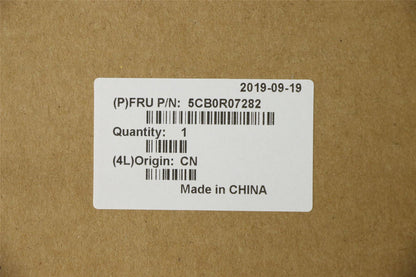 2019-09-19
(P)FRU P/N: 5CB0R07282
Quantity: 1
(4L)Origin: CN
Made in CHINA